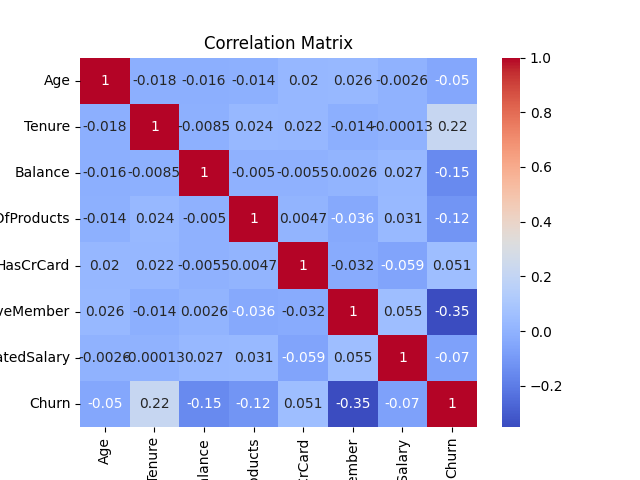 Correlation Matrix
Age 1 -0.018 -0.016 -0.014 0.02 0.026 -0.0026 -0.05
Tenure -0.018 1 -0.0085 0.024 0.022 -0.014 -0.00013 0.22
Balance -0.016 -0.0085 1 -0.005 -0.0055 0.0026 0.027 -0.15
OfProducts -0.014 0.024 -0.005 1 0.0047 -0.036 0.031 -0.12
HasCrCard 0.02 0.022 -0.0055 0.0047 1 -0.032 -0.059 0.051
veMember 0.026 -0.014 0.0026 -0.036 -0.032 1 0.055 -0.35
atedSalary -0.0026 -0.00013 0.027 0.031 -0.059 0.055 1 -0.07
Churn -0.05 0.22 -0.15 -0.12 0.051 -0.35 -0.07 1
Age Tenure alance oducts CrCard ember Salary Churn
1.0
0.8
0.6
0.4
0.2
0.0
−0.2